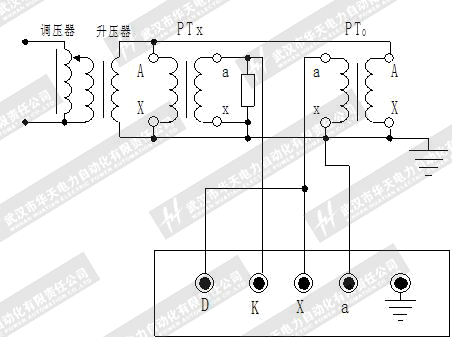 调压器 升压器 PTx PT₀
A a a A
X x x X
D K X a
武汉市华天电力自动化有限责任公司